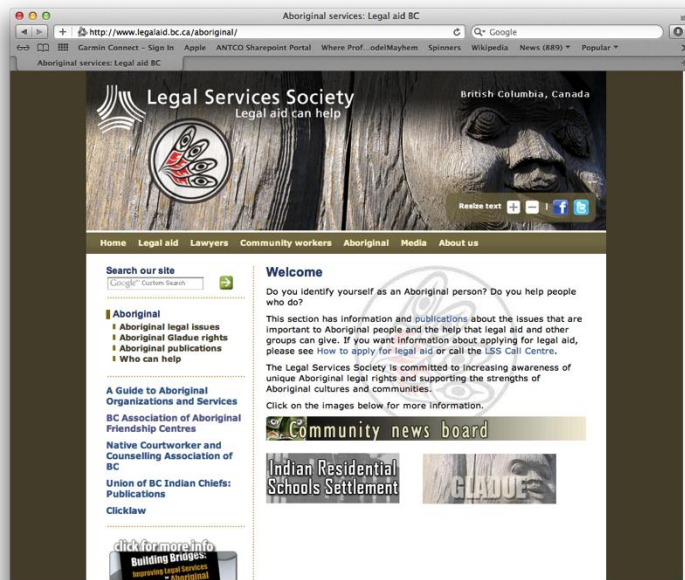 Aboriginal services: Legal aid BC
http://www.legalaid.bc.ca/aboriginal/
Google
Garmin Connect - Sign In Apple ANTCO Sharepoint Portal Where Prof...odelMayhem Spinners Wikipedia News (889) Popular
Aboriginal services: Legal aid BC
Legal Services Society
Legal aid can help
British Columbia, Canada
Resize text + − | f
Home Legal aid Lawyers Community workers Aboriginal Media About us
Search our site
Google Custom Search
Aboriginal
Aboriginal legal issues
Aboriginal Gladue rights
Aboriginal publications
Who can help
A Guide to Aboriginal
Organizations and Services
BC Association of Aboriginal
Friendship Centres
Native Courtworker and
Counselling Association of
BC
Union of BC Indian Chiefs:
Publications
Clicklaw
click for more info
Building Bridges:
Improving Legal Services
Aboriginal
Welcome
Do you identify yourself as an Aboriginal person? Do you help people
who do?
This section has information and publications about the issues that are
important to Aboriginal people and the help that legal aid and other
groups can give. If you want information about applying for legal aid,
please see How to apply for legal aid or call the LSS Call Centre.
The Legal Services Society is committed to increasing awareness of
unique Aboriginal legal rights and supporting the strengths of
Aboriginal cultures and communities.
Click on the images below for more information.
Community news board
Indian Residential
Schools Settlement
GLADUE